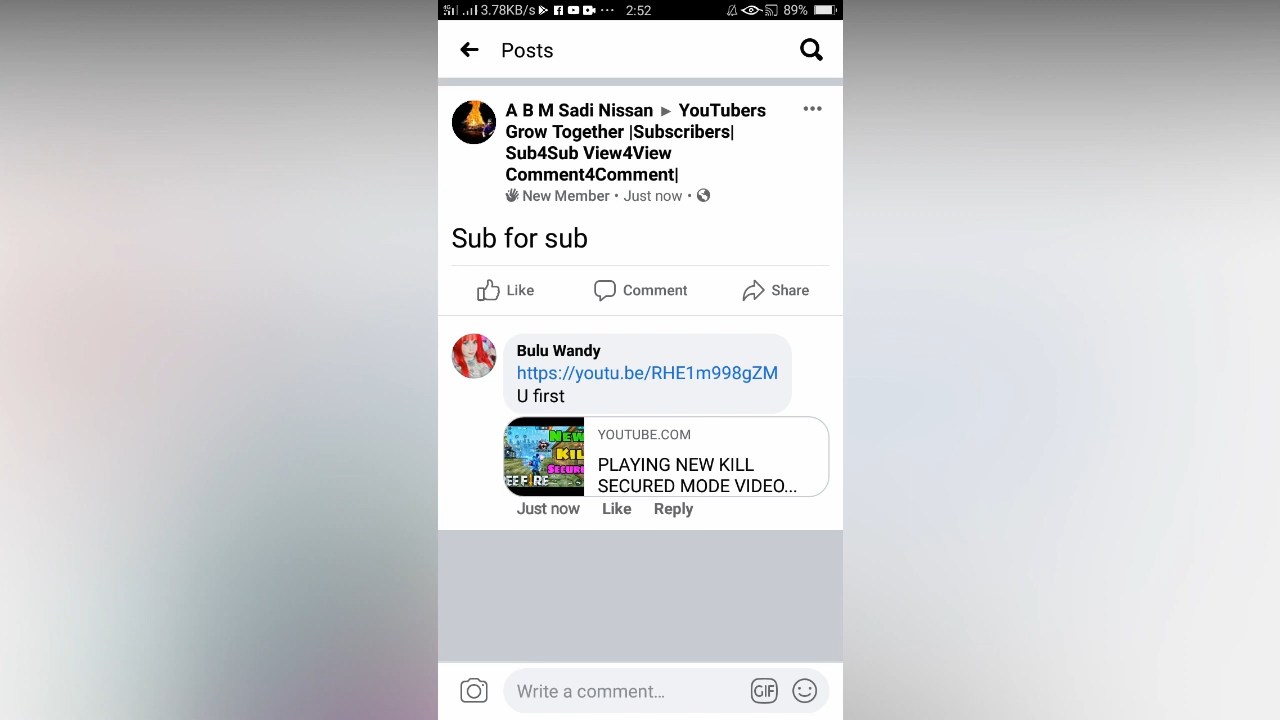 3.78KB/s ... 2:52 89%
Posts
A B M Sadi Nissan ▸ YouTubers
Grow Together |Subscribers|
Sub4Sub View4View
Comment4Comment|
New Member • Just now •
Sub for sub
Like Comment Share
Bulu Wandy
https://youtu.be/RHE1m998gZM
U first
YOUTUBE.COM
PLAYING NEW KILL
SECURED MODE VIDEO...
Just now Like Reply
Write a comment... GIF